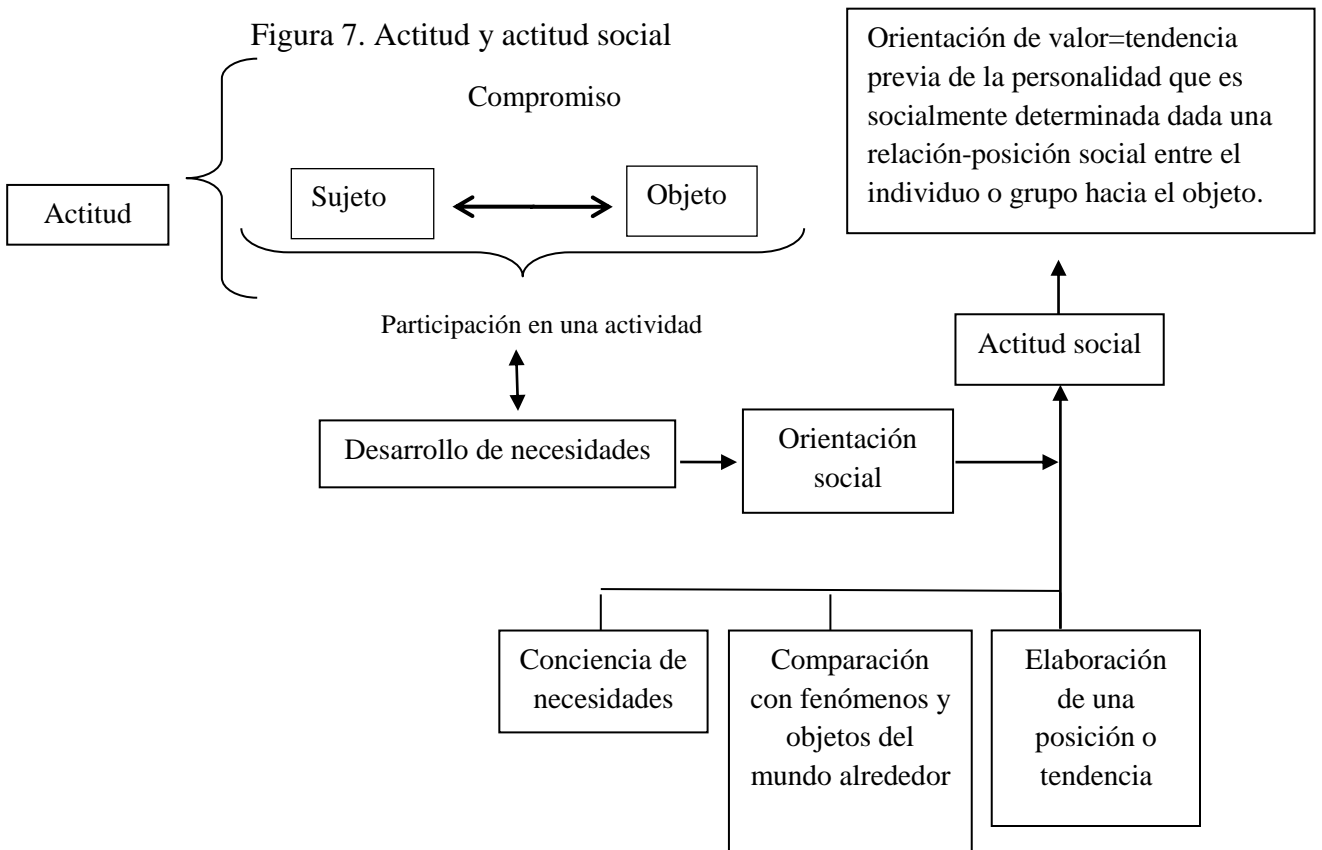 Figura 7. Actitud y actitud social
Compromiso
Actitud
Sujeto
Objeto
Participación en una actividad
Desarrollo de necesidades
Orientación
social
Orientación de valor=tendencia
previa de la personalidad que es
socialmente determinada dada una
relación-posición social entre el
individuo o grupo hacia el objeto.
Actitud social
Conciencia de
necesidades
Comparación
con fenómenos y
objetos del
mundo alrededor
Elaboración
de una
posición o
tendencia